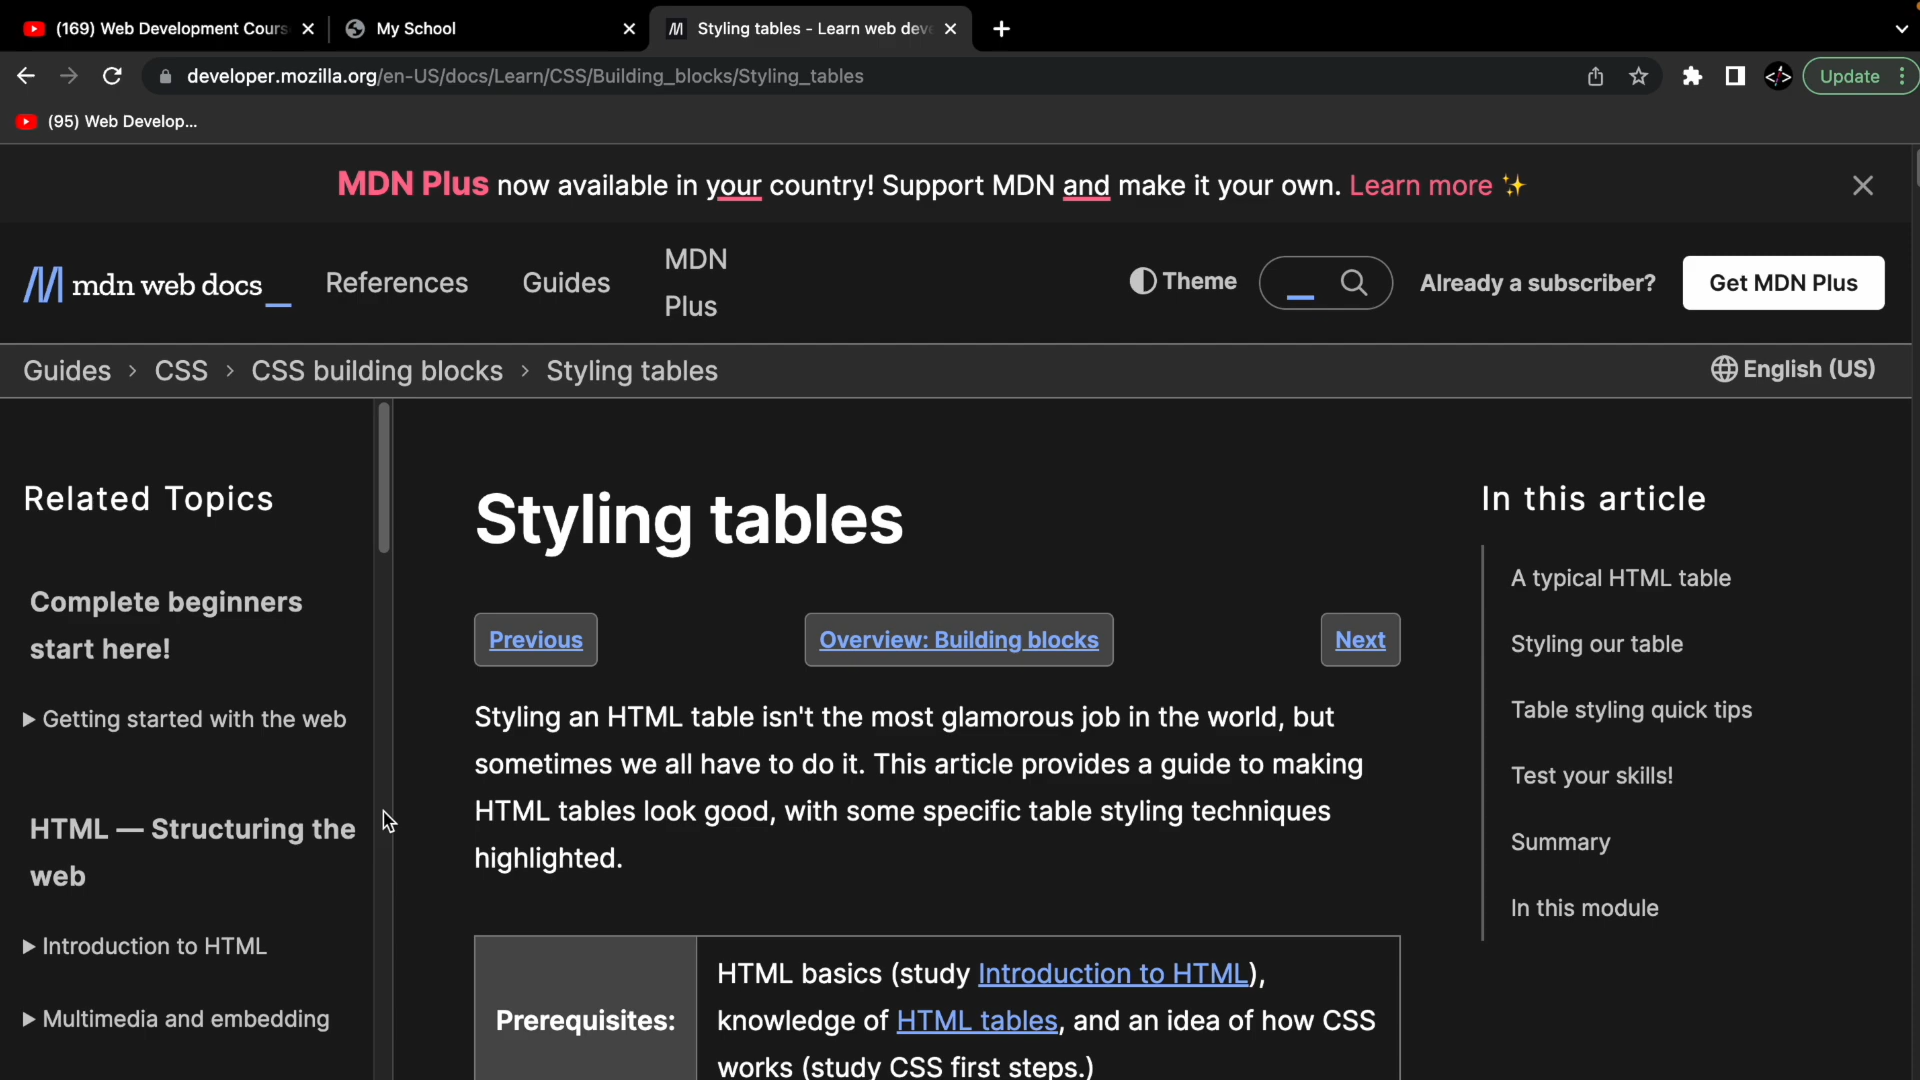 (169) Web Development Cours
My School
Styling tables - Learn web deve
developer.mozilla.org/en-US/docs/Learn/CSS/Building_blocks/Styling_tables
Update
(95) Web Develop...
MDN Plus now available in your country! Support MDN and make it your own. Learn more ✨
mdn web docs_
References
Guides
MDN
Plus
Theme
Already a subscriber?
Get MDN Plus
Guides › CSS › CSS building blocks › Styling tables
English (US)
Related Topics
Complete beginners
start here!
Getting started with the web
HTML — Structuring the
web
Introduction to HTML
Multimedia and embedding
Styling tables
Previous
Overview: Building blocks
Next
Styling an HTML table isn't the most glamorous job in the world, but
sometimes we all have to do it. This article provides a guide to making
HTML tables look good, with some specific table styling techniques
highlighted.
Prerequisites:
HTML basics (study Introduction to HTML),
knowledge of HTML tables, and an idea of how CSS
works (study CSS first steps.)
In this article
A typical HTML table
Styling our table
Table styling quick tips
Test your skills!
Summary
In this module